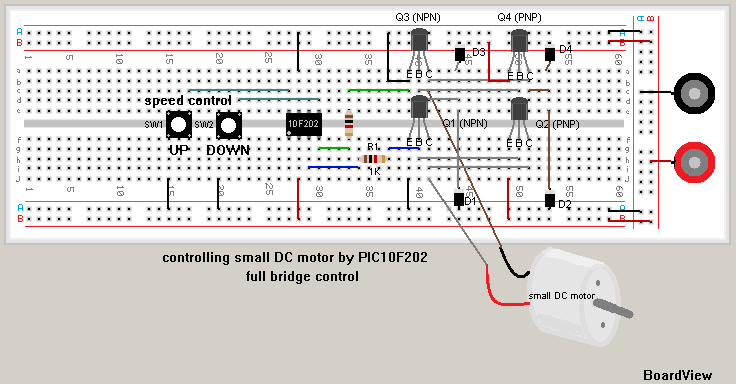 Q3 (NPN) Q4 (PNP)
A B
A
B
1 5 10 15 20 25 30 35 40 45 50 55 60
A
B
D3 D4
a
b
c
d
e
E B C E B C
speed control
SW1 SW2 10F202
Q1 (NPN) Q2 (PNP)
UP DOWN
E B C E B C
R1
1K
f
g
h
i
j
1 5 10 15 20 25 30 35 40 45 50 55 60
D1 D2
A
B
A
B
controlling small DC motor by PIC10F202
full bridge control
small DC motor
BoardView